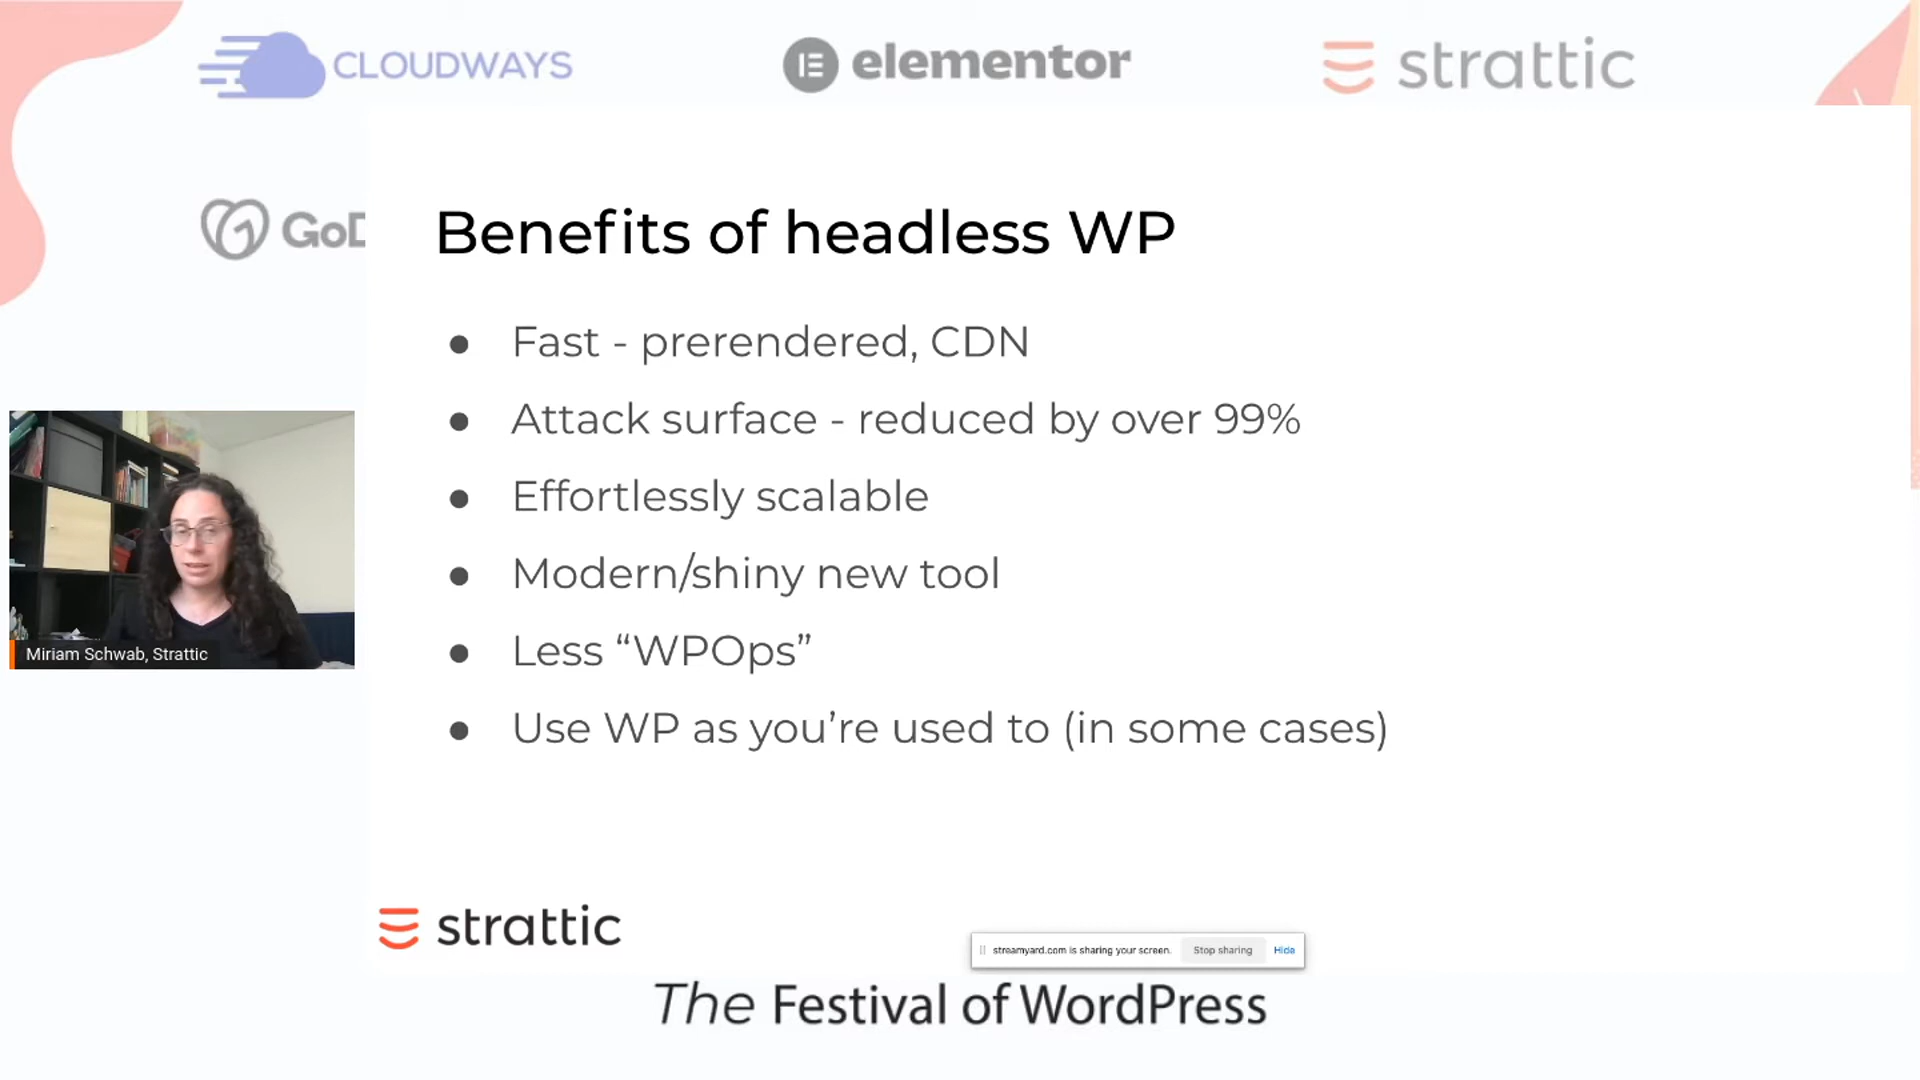 CLOUDWAYS
elementor
strattic
GoD
Benefits of headless WP
● Fast - prerendered, CDN
● Attack surface - reduced by over 99%
● Effortlessly scalable
● Modern/shiny new tool
● Less “WPOps”
● Use WP as you’re used to (in some cases)
Miriam Schwab, Strattic
strattic
streamyard.com is sharing your screen. Stop sharing Hide
The Festival of WordPress